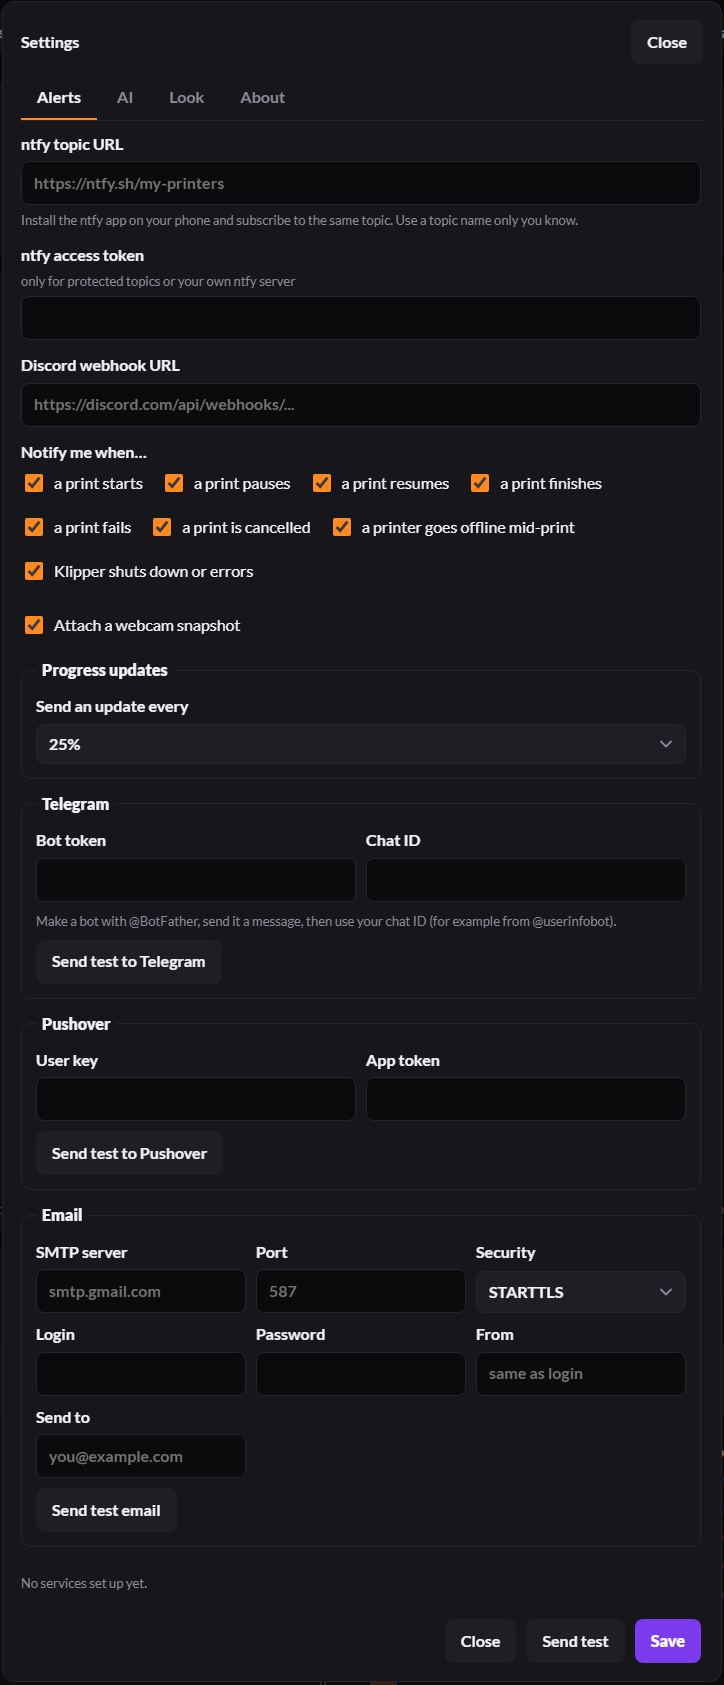 Settings
Close
Alerts AI Look About
ntfy topic URL
https://ntfy.sh/my-printers
Install the ntfy app on your phone and subscribe to the same topic. Use a topic name only you know.
ntfy access token
only for protected topics or your own ntfy server
Discord webhook URL
https://discord.com/api/webhooks/...
Notify me when...
a print starts a print pauses a print resumes a print finishes
a print fails a print is cancelled a printer goes offline mid-print
Klipper shuts down or errors
Attach a webcam snapshot
Progress updates
Send an update every
25%
Telegram
Bot token Chat ID
Make a bot with @BotFather, send it a message, then use your chat ID (for example from @userinfobot).
Send test to Telegram
Pushover
User key App token
Send test to Pushover
Email
SMTP server Port Security
smtp.gmail.com 587 STARTTLS
Login Password From
same as login
Send to
you@example.com
Send test email
No services set up yet.
Close Send test Save